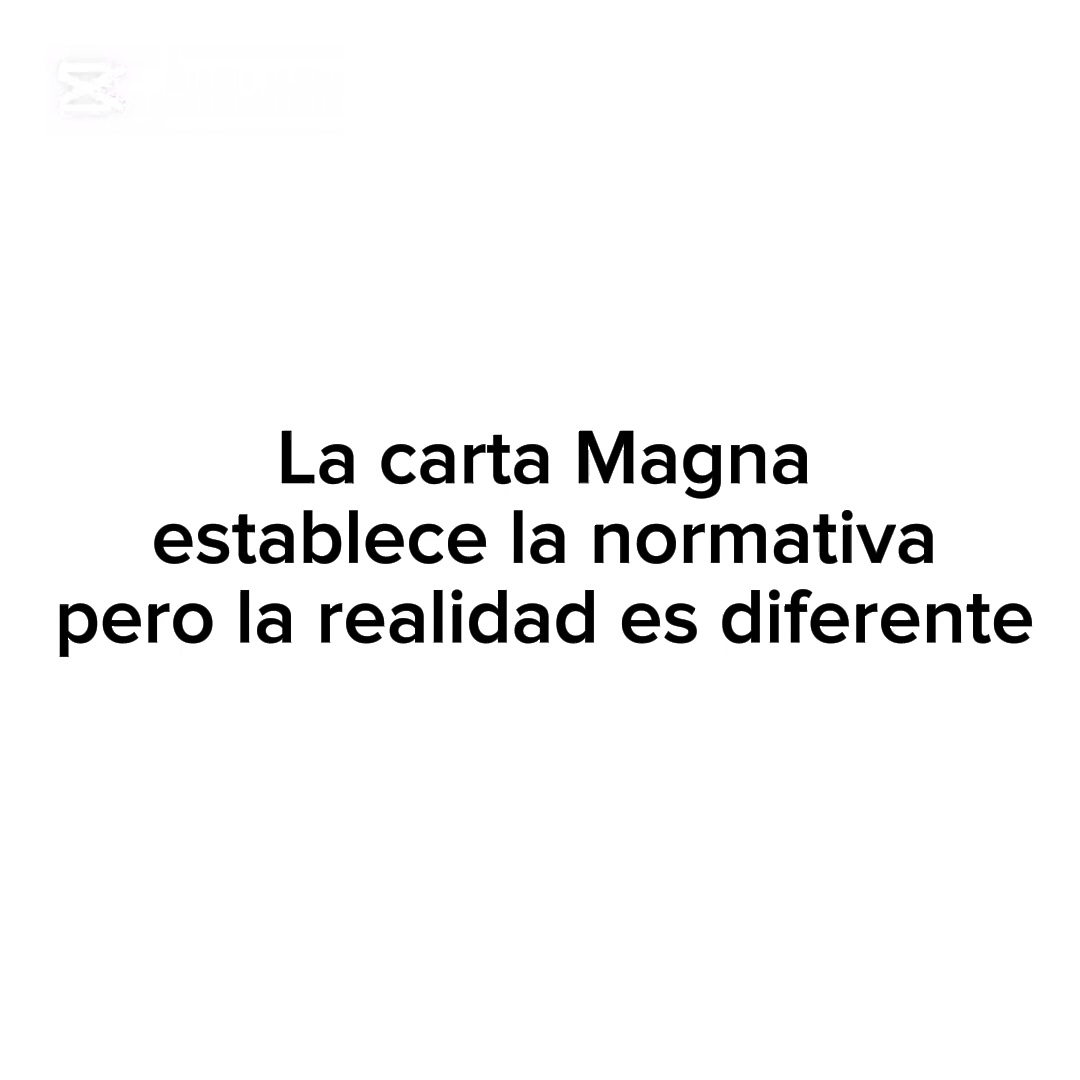 La carta Magna
establece la normativa
pero la realidad es diferente